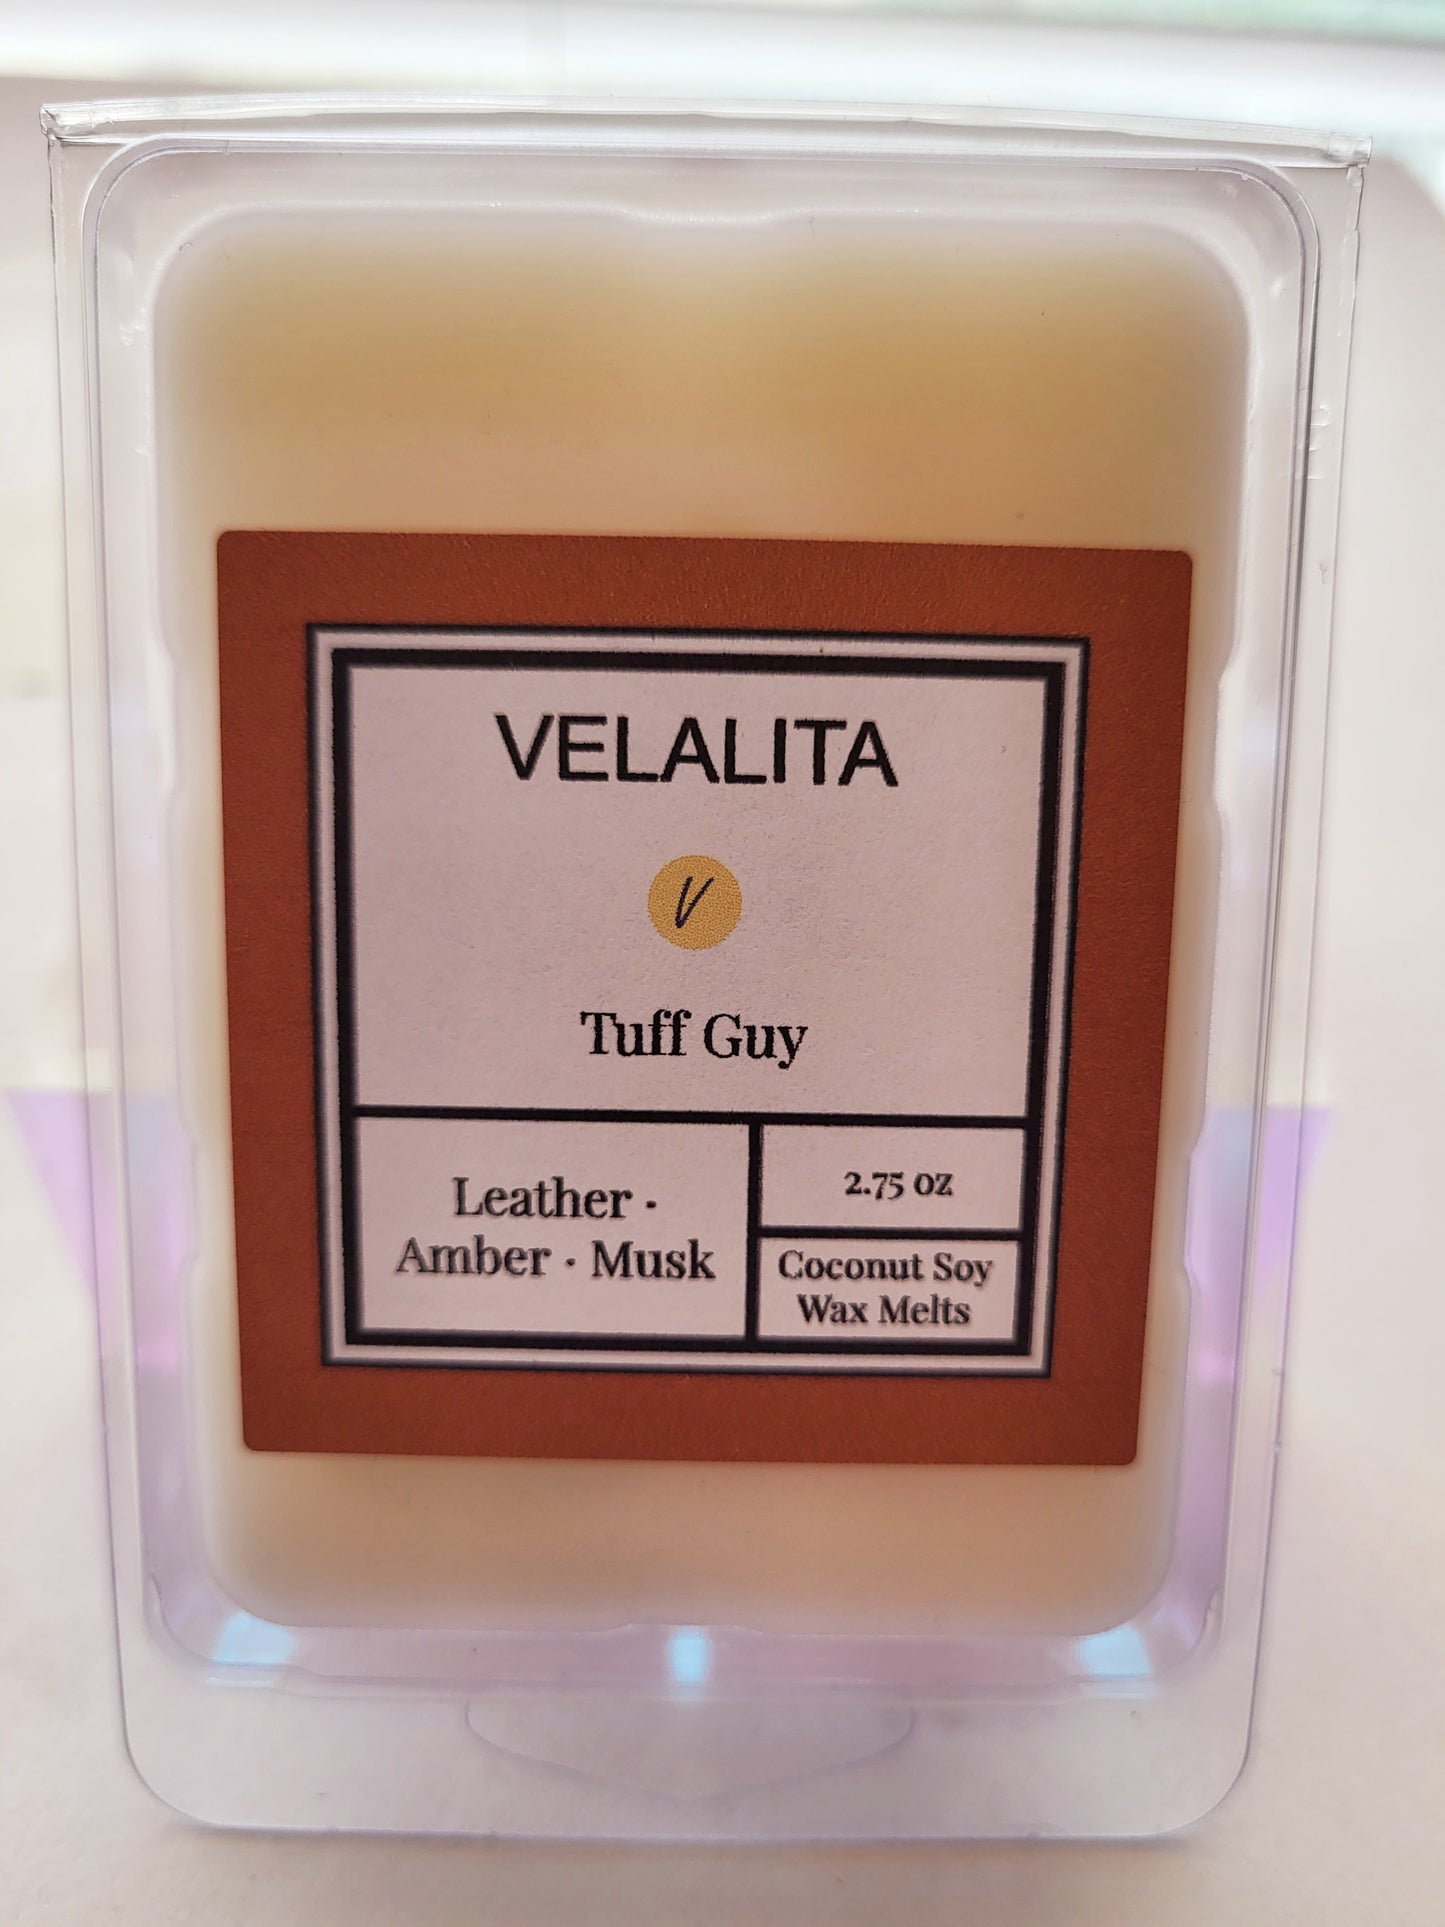 VELALITA
V
Tuff Guy
Leather ·
Amber · Musk
2.75 oz
Coconut Soy
Wax Melts